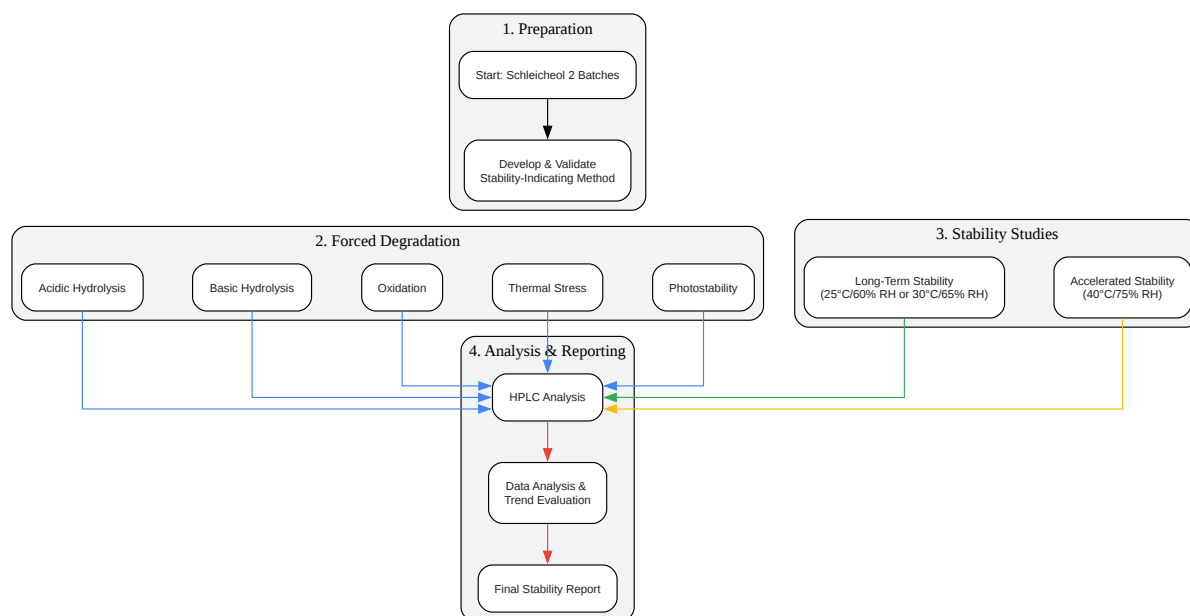 1. Preparation
Start: Schleicheol 2 Batches
Develop & Validate
Stability-Indicating Method
2. Forced Degradation
Acidic Hydrolysis
Basic Hydrolysis
Oxidation
Thermal Stress
Photostability
3. Stability Studies
Long-Term Stability
(25°C/60% RH or 30°C/65% RH)
Accelerated Stability
(40°C/75% RH)
4. Analysis & Reporting
HPLC Analysis
Data Analysis &
Trend Evaluation
Final Stability Report